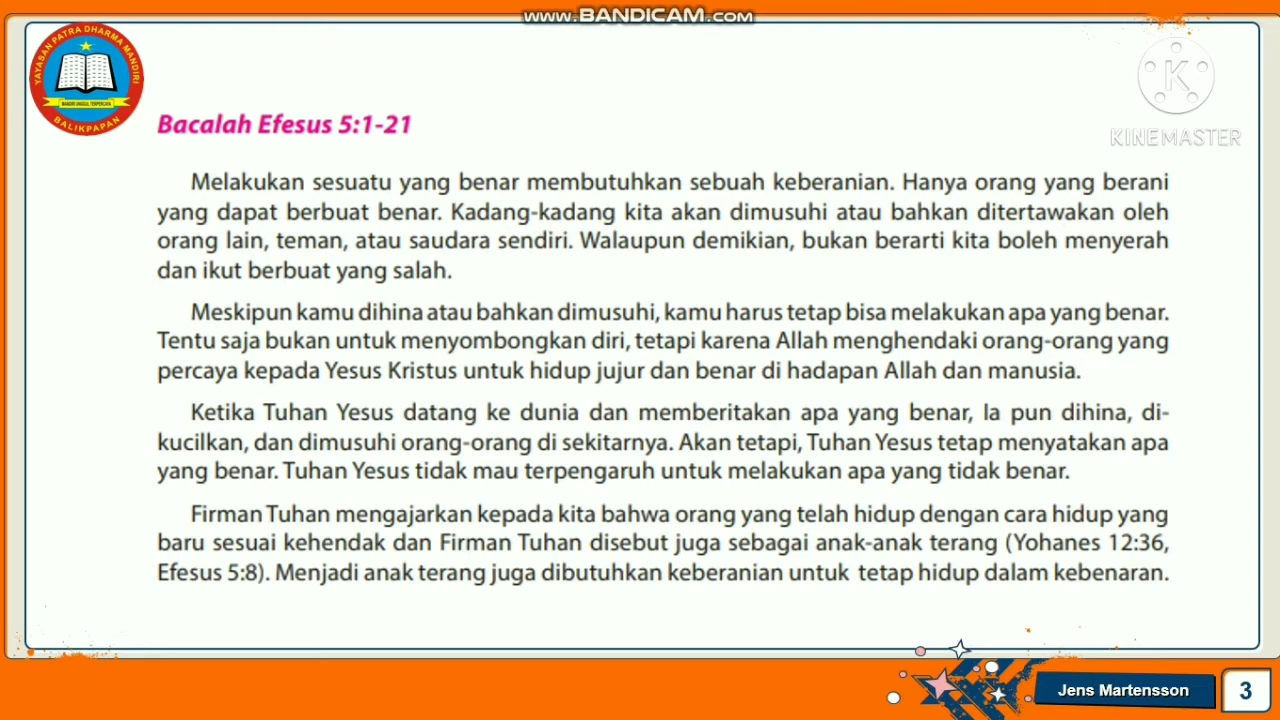 www.BANDICAM.com
YAYASAN PATRA DHARMA MANDIRI
MANDIRI UNGGUL TERPERCAYA
BALIKPAPAN
K
KINEMASTER
Bacalah Efesus 5:1-21
Melakukan sesuatu yang benar membutuhkan sebuah keberanian. Hanya orang yang berani
yang dapat berbuat benar. Kadang-kadang kita akan dimusuhi atau bahkan ditertawakan oleh
orang lain, teman, atau saudara sendiri. Walaupun demikian, bukan berarti kita boleh menyerah
dan ikut berbuat yang salah.
Meskipun kamu dihina atau bahkan dimusuhi, kamu harus tetap bisa melakukan apa yang benar.
Tentu saja bukan untuk menyombongkan diri, tetapi karena Allah menghendaki orang-orang yang
percaya kepada Yesus Kristus untuk hidup jujur dan benar di hadapan Allah dan manusia.
Ketika Tuhan Yesus datang ke dunia dan memberitakan apa yang benar, Ia pun dihina, di-
kucilkan, dan dimusuhi orang-orang di sekitarnya. Akan tetapi, Tuhan Yesus tetap menyatakan apa
yang benar. Tuhan Yesus tidak mau terpengaruh untuk melakukan apa yang tidak benar.
Firman Tuhan mengajarkan kepada kita bahwa orang yang telah hidup dengan cara hidup yang
baru sesuai kehendak dan Firman Tuhan disebut juga sebagai anak-anak terang (Yohanes 12:36,
Efesus 5:8). Menjadi anak terang juga dibutuhkan keberanian untuk tetap hidup dalam kebenaran.
Jens Martensson
3